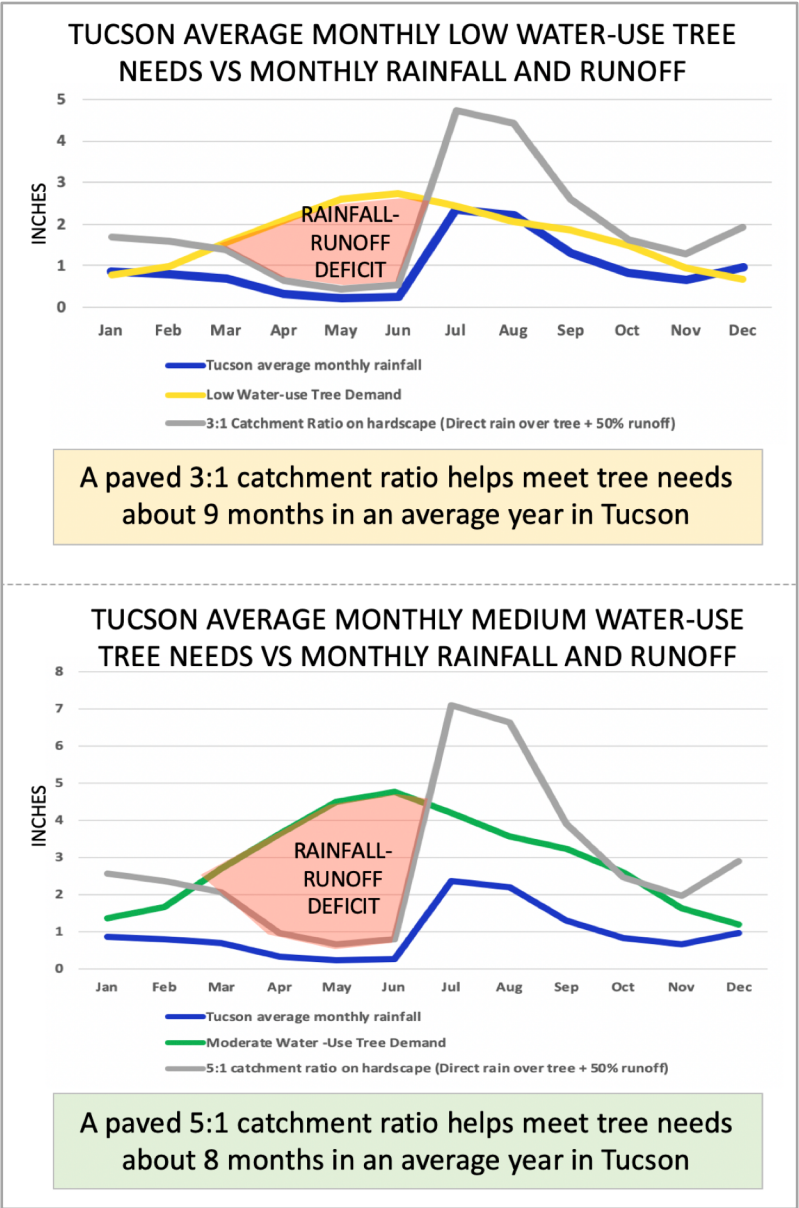 TUCSON AVERAGE MONTHLY LOW WATER-USE TREE
NEEDS VS MONTHLY RAINFALL AND RUNOFF
5
4
3
2
1
0
INCHES
RAINFALL-
RUNOFF
DEFICIT
Jan Feb Mar Apr May Jun Jul Aug Sep Oct Nov Dec
Tucson average monthly rainfall
Low Water-use Tree Demand
3:1 Catchment Ratio on hardscape (Direct rain over tree + 50% runoff)
A paved 3:1 catchment ratio helps meet tree needs
about 9 months in an average year in Tucson
TUCSON AVERAGE MONTHLY MEDIUM WATER-USE
TREE NEEDS VS MONTHLY RAINFALL AND RUNOFF
8
7
6
5
4
3
2
1
0
INCHES
RAINFALL-
RUNOFF
DEFICIT
Jan Feb Mar Apr May Jun Jul Aug Sep Oct Nov Dec
Tucson average monthly rainfall
Moderate Water -Use Tree Demand
5:1 catchment ratio on hardscape (Direct rain over tree + 50% runoff)
A paved 5:1 catchment ratio helps meet tree needs
about 8 months in an average year in Tucson